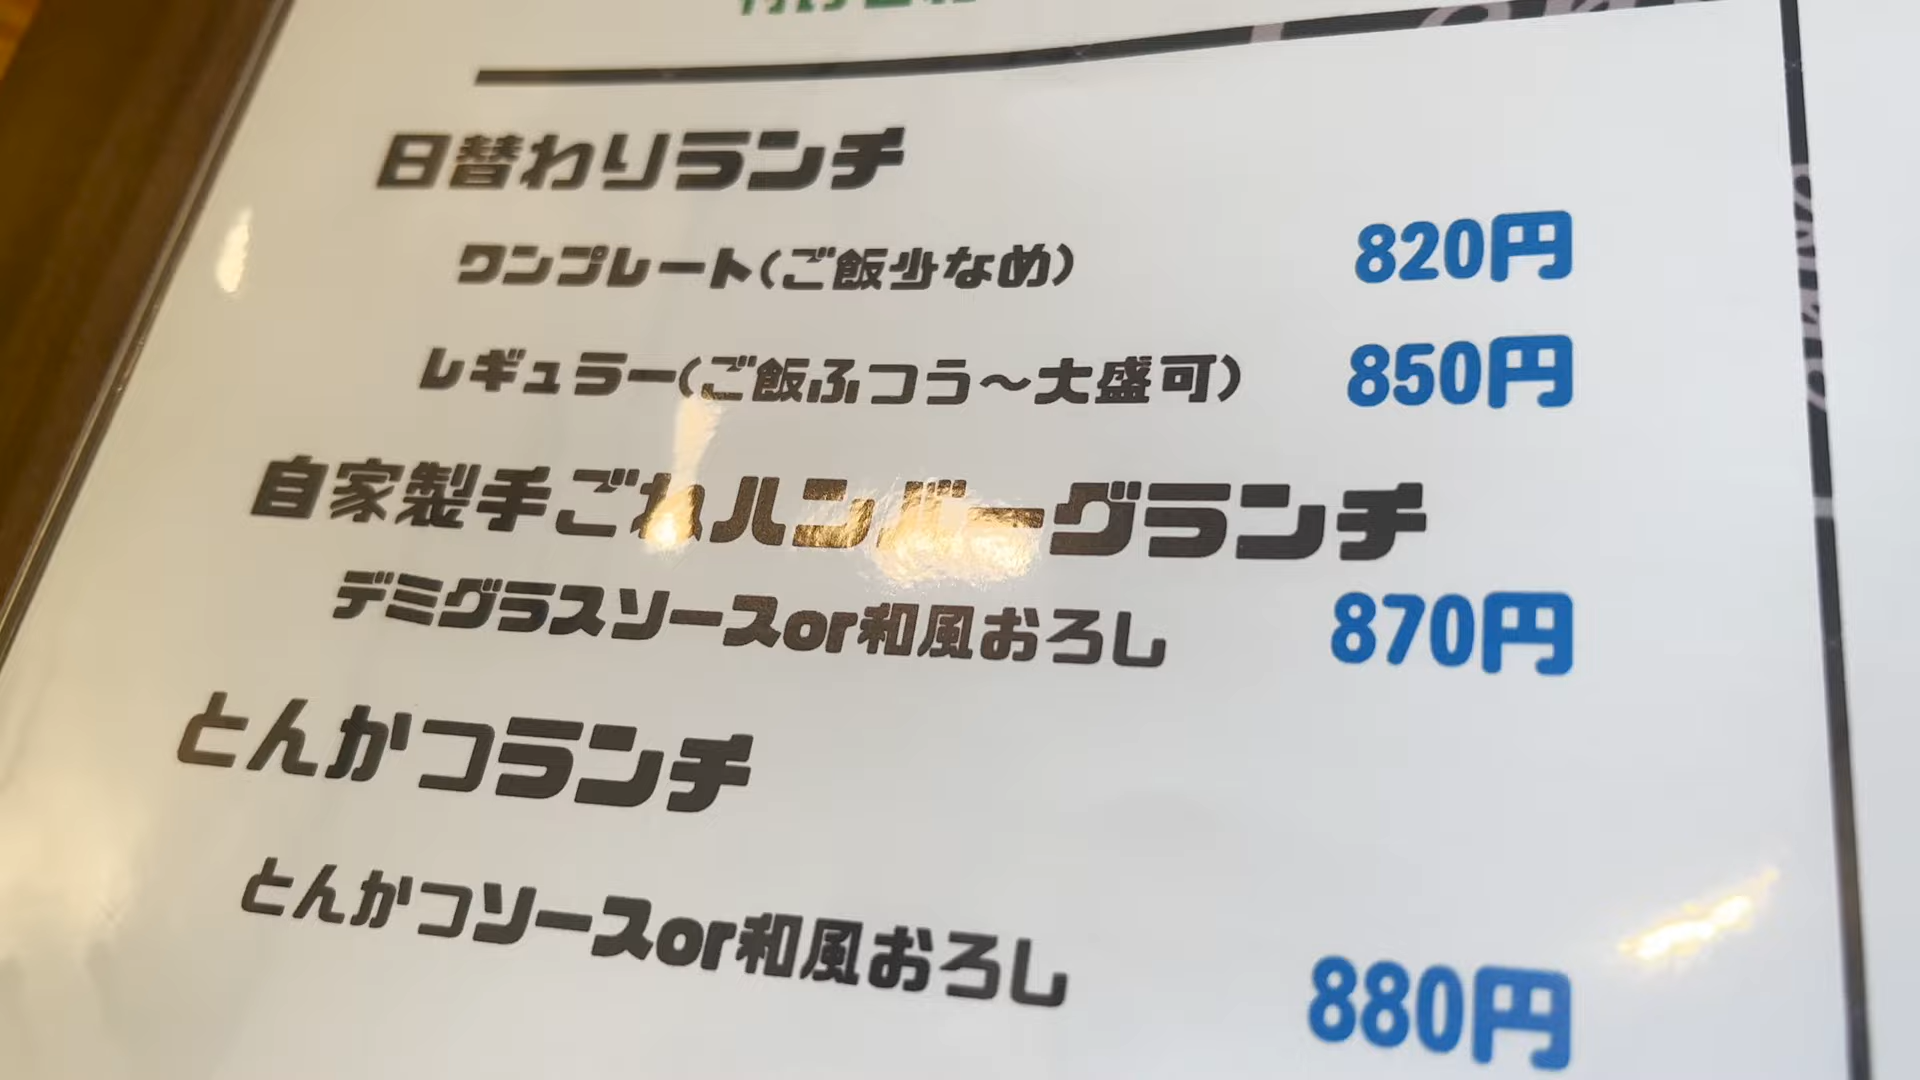 日替わりランチ
ワンプレート(ご飯少なめ) 820円
レギュラー(ご飯ふつう〜大盛可) 850円
自家製手ごねハンバーグランチ
デミグラスソースor和風おろし 870円
とんかつランチ
とんかつソースor和風おろし 880円